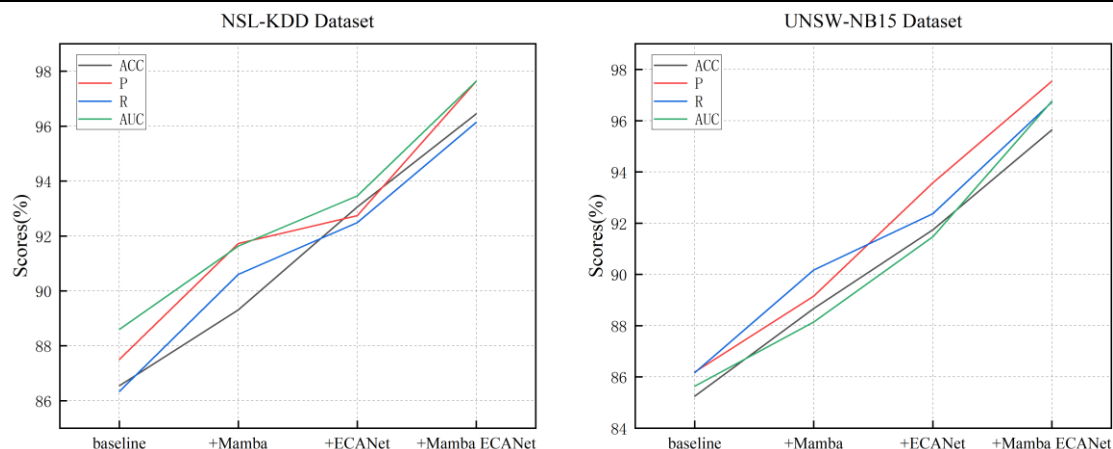 NSL-KDD Dataset
ACC
P
R
AUC
Scores(%)
98
96
94
92
90
88
86
baseline
+Mamba
+ECANet
+Mamba ECANet
UNSW-NB15 Dataset
ACC
P
R
AUC
Scores(%)
98
96
94
92
90
88
86
84
baseline
+Mamba
+ECANet
+Mamba ECANet